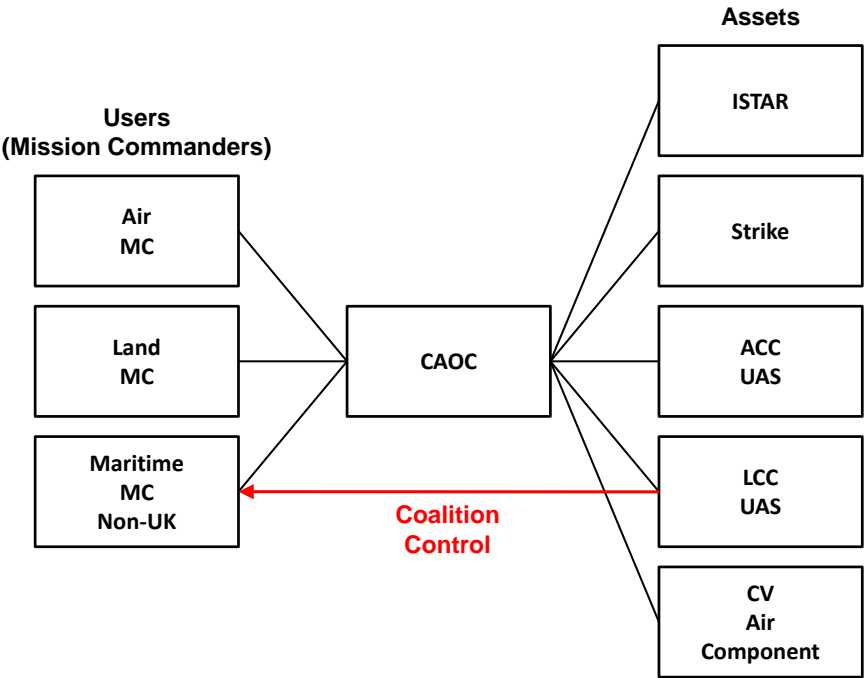 Users
(Mission Commanders)
Air
MC
Land
MC
Maritime
MC
Non-UK
CAOC
Coalition
Control
Assets
ISTAR
Strike
ACC
UAS
LCC
UAS
CV
Air
Component